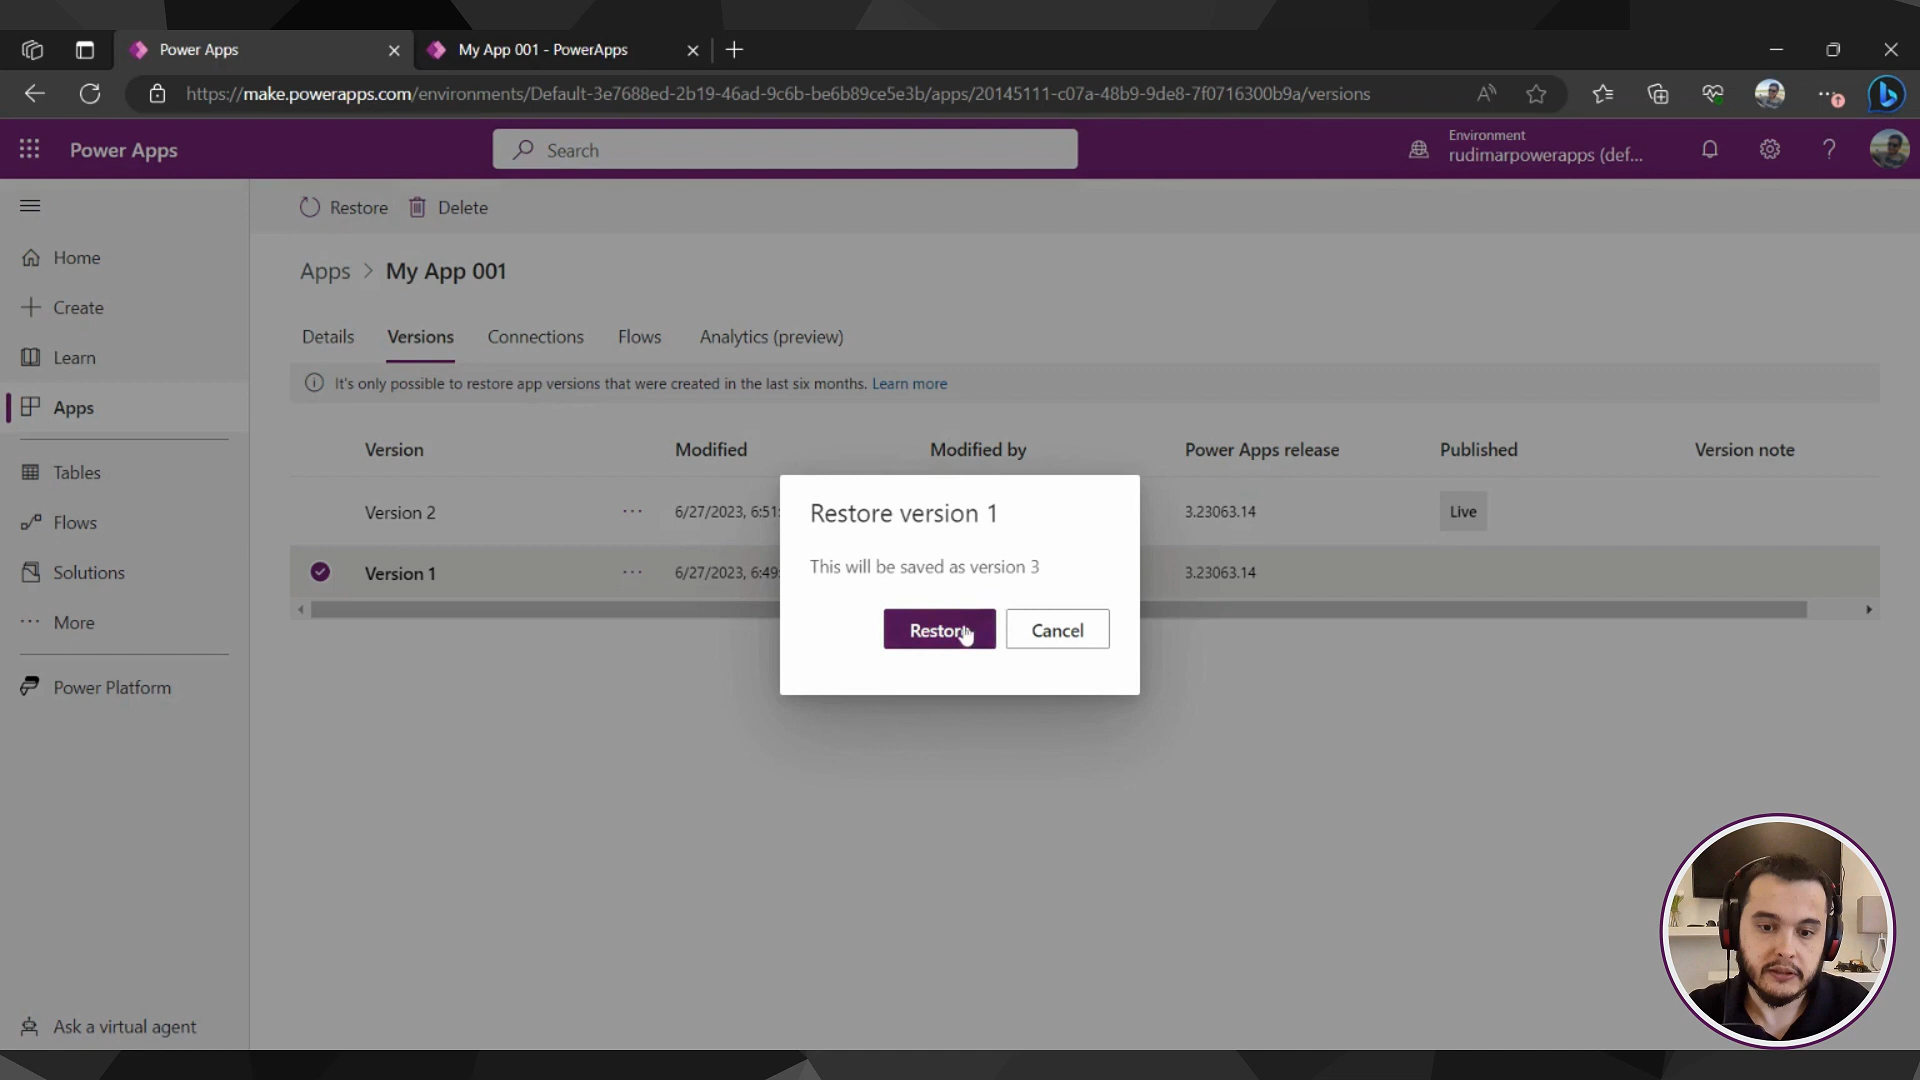 Power Apps
My App 001 - PowerApps
https://make.powerapps.com/environments/Default-3e7688ed-2b19-46ad-9c6b-be6b89ce5e3b/apps/20145111-c07a-48b9-9de8-7f0716300b9a/versions
Power Apps
Search
Environment
rudimarpowerapps (def...
Restore
Delete
Home
Create
Learn
Apps
Tables
Flows
Solutions
More
Power Platform
Ask a virtual agent
Apps > My App 001
Details
Versions
Connections
Flows
Analytics (preview)
It's only possible to restore app versions that were created in the last six months. Learn more
Version
Modified
Modified by
Power Apps release
Published
Version note
Version 2
6/27/2023, 6:51:
3.23063.14
Live
Version 1
6/27/2023, 6:49:
3.23063.14
Restore version 1
This will be saved as version 3
Restore
Cancel